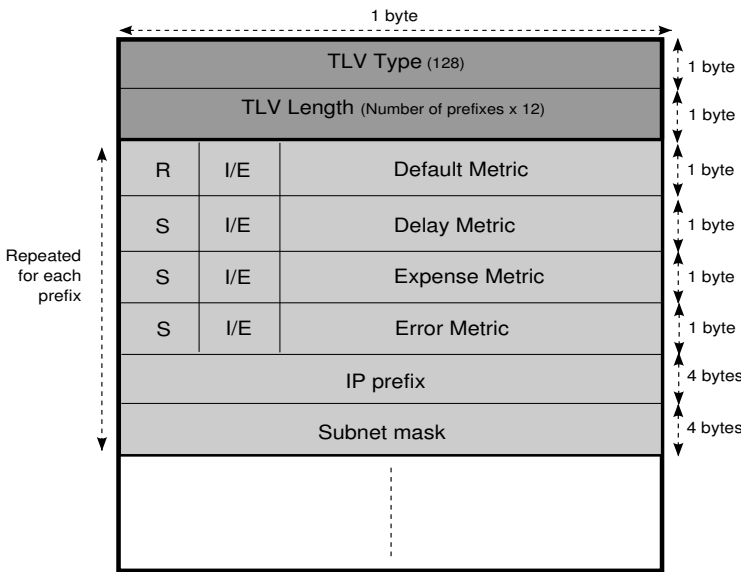 1 byte
TLV Type (128)
1 byte
TLV Length (Number of prefixes x 12)
1 byte
R I/E Default Metric
1 byte
S I/E Delay Metric
1 byte
Repeated
for each
prefix
S I/E Expense Metric
1 byte
S I/E Error Metric
1 byte
IP prefix
4 bytes
Subnet mask
4 bytes